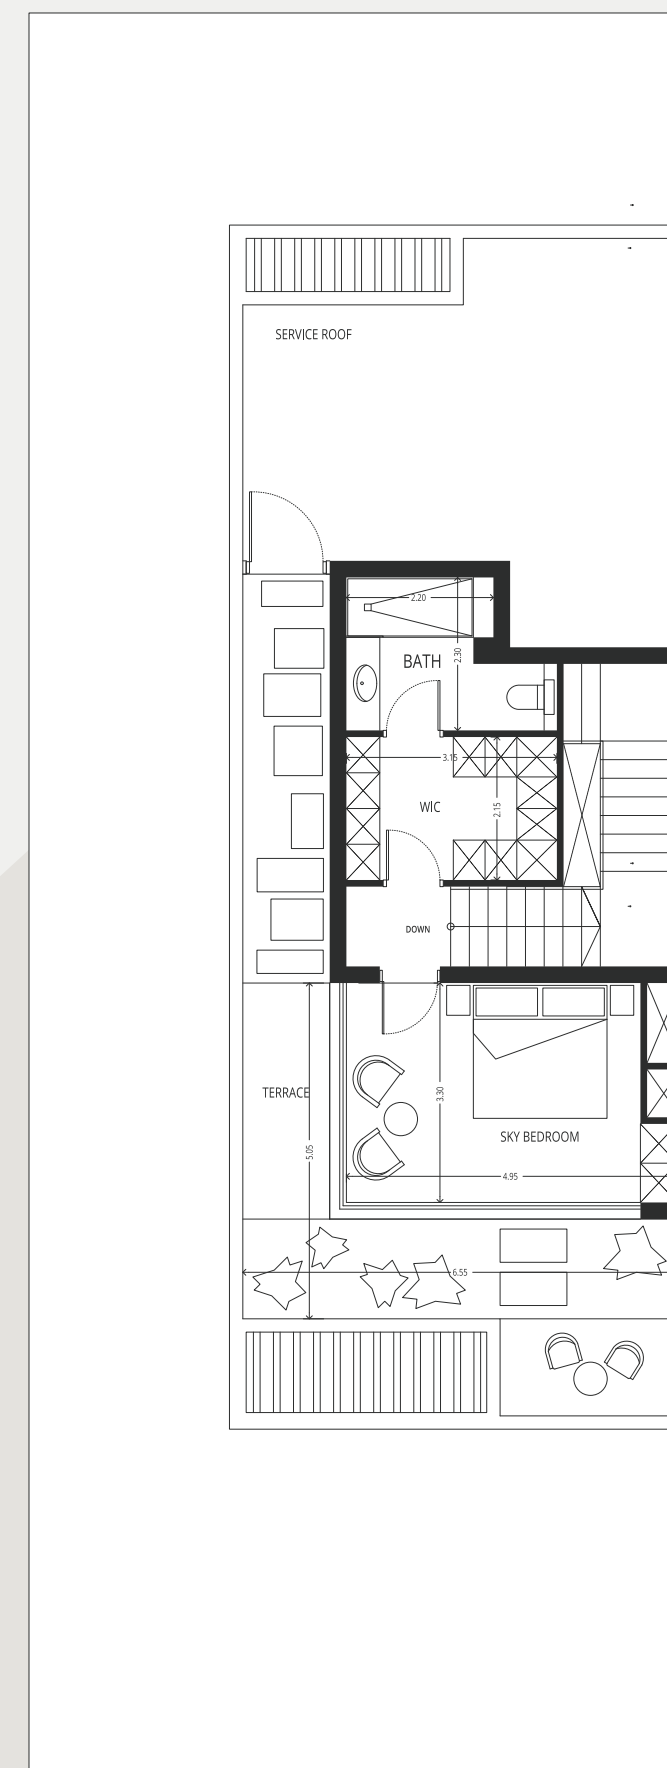 SERVICE ROOF
2.20
BATH
2.30
3.15
WIC
2.15
DOWN
TERRACE
3.30
SKY BEDROOM
5.05
4.95
6.55